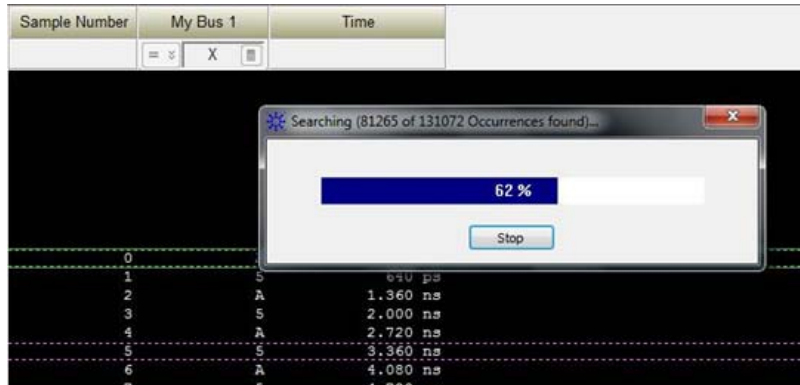 Sample Number My Bus 1 Time
= X
Searching (81265 of 131072 Occurrences found)...
62 %
Stop
0
1 5 640 ps
2 A 1.360 ns
3 5 2.000 ns
4 A 2.720 ns
5 5 3.360 ns
6 A 4.080 ns